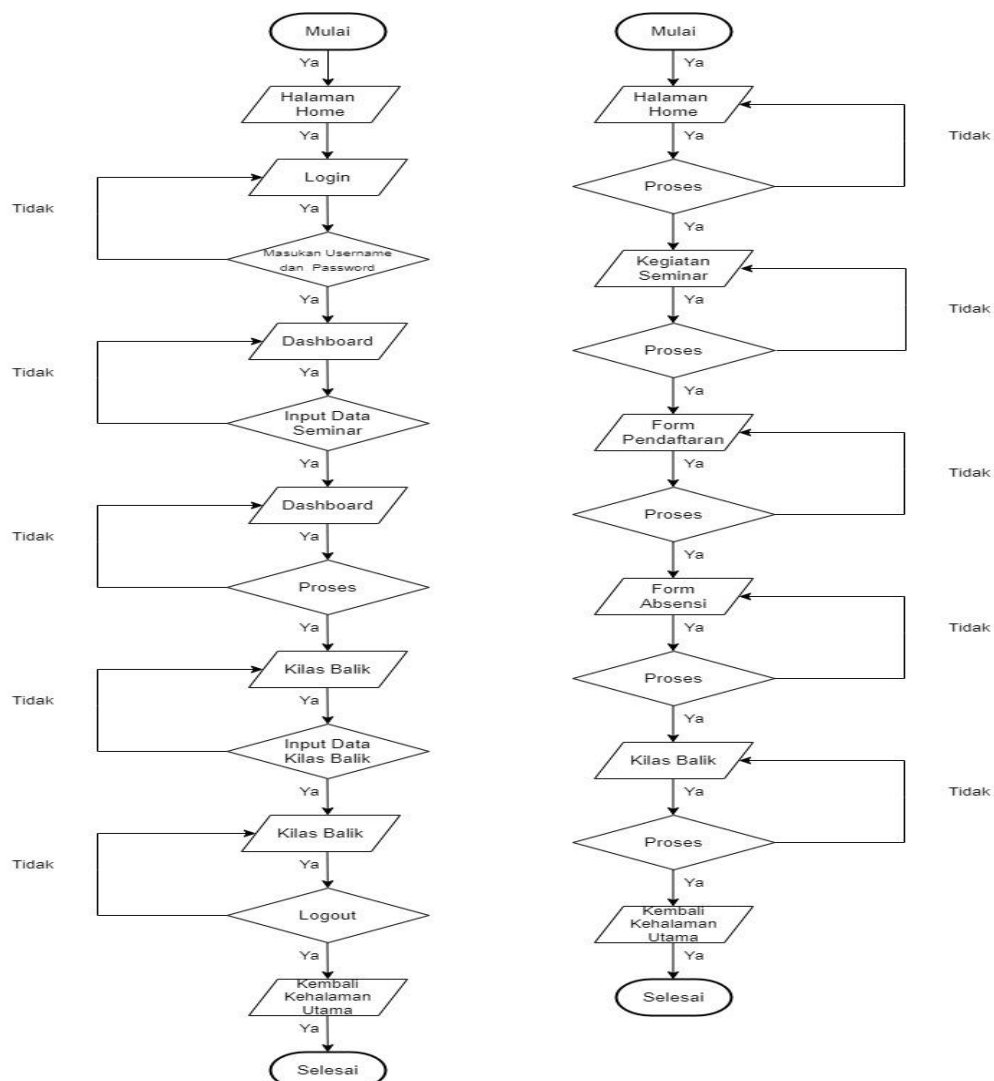 Mulai
Ya
Halaman
Home
Ya
Login
Tidak
Ya
Masukan Username
dan Password
Ya
Dashboard
Tidak
Ya
Input Data
Seminar
Ya
Dashboard
Tidak
Ya
Proses
Ya
Kilas Balik
Tidak
Ya
Input Data
Kilas Balik
Ya
Kilas Balik
Tidak
Ya
Logout
Ya
Kembali
Kehalaman
Utama
Ya
Selesai
Mulai
Ya
Halaman
Home
Ya
Tidak
Proses
Ya
Kegiatan
Seminar
Ya
Tidak
Proses
Ya
Form
Pendaftaran
Ya
Tidak
Proses
Ya
Form
Absensi
Ya
Tidak
Proses
Ya
Kilas Balik
Ya
Tidak
Proses
Ya
Kembali
Kehalaman
Utama
Ya
Selesai